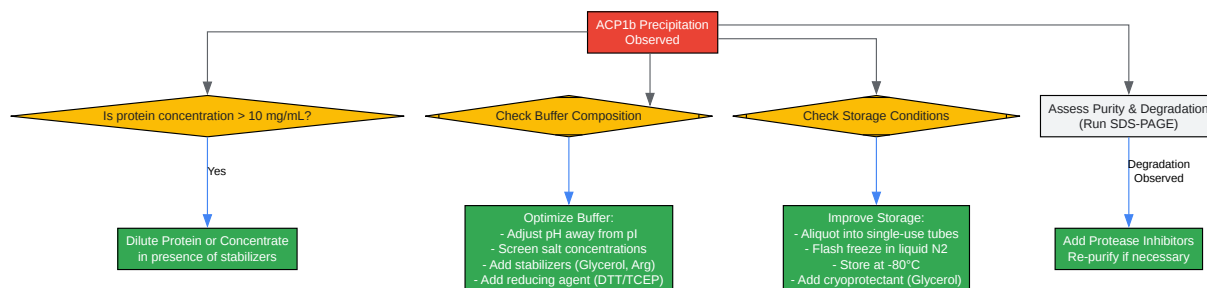 ACP1b Precipitation
Observed
Is protein concentration > 10 mg/mL?
Check Buffer Composition
Check Storage Conditions
Assess Purity & Degradation
(Run SDS-PAGE)
Yes
Degradation
Observed
Dilute Protein or Concentrate
in presence of stabilizers
Optimize Buffer:
- Adjust pH away from pI
- Screen salt concentrations
- Add stabilizers (Glycerol, Arg)
- Add reducing agent (DTT/TCEP)
Improve Storage:
- Aliquot into single-use tubes
- Flash freeze in liquid N2
- Store at -80°C
- Add cryoprotectant (Glycerol)
Add Protease Inhibitors
Re-purify if necessary